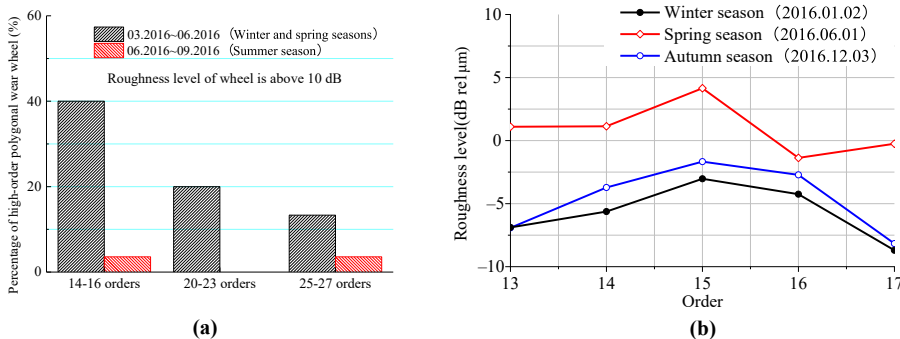 Percentage of high-order polygonal wear wheel (%)
60
40
20
0
03.2016~06.2016（Winter and spring seasons)
06.2016~09.2016（Summer season）
Roughness level of wheel is above 10 dB
14-16 orders
20-23 orders
25-27 orders
(a)
Roughness level(dB re1μm)
10
5
0
−5
−10
Winter season（2016.01.02）
Spring season（2016.06.01）
Autumn season（2016.12.03）
13
14
15
16
17
Order
(b)